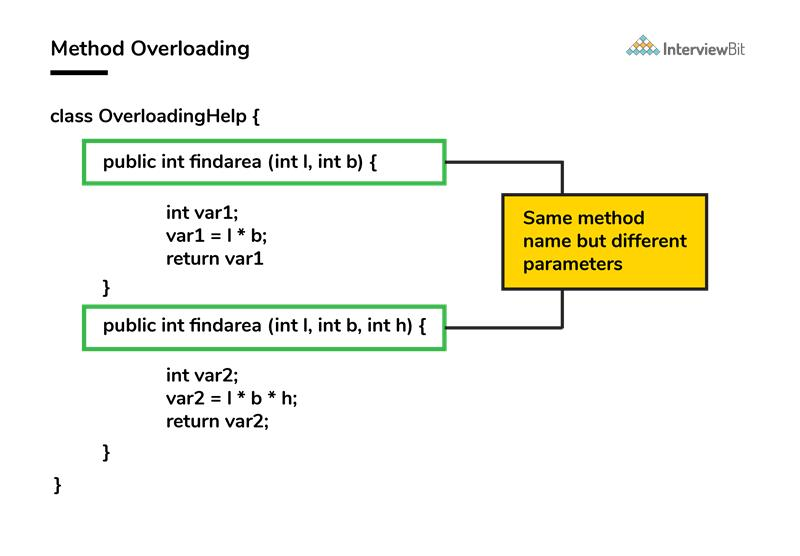 Method Overloading
InterviewBit
class OverloadingHelp {
public int findarea (int l, int b) {
int var1;
var1 = l * b;
return var1
}
Same method
name but different
parameters
public int findarea (int l, int b, int h) {
int var2;
var2 = l * b * h;
return var2;
}
}